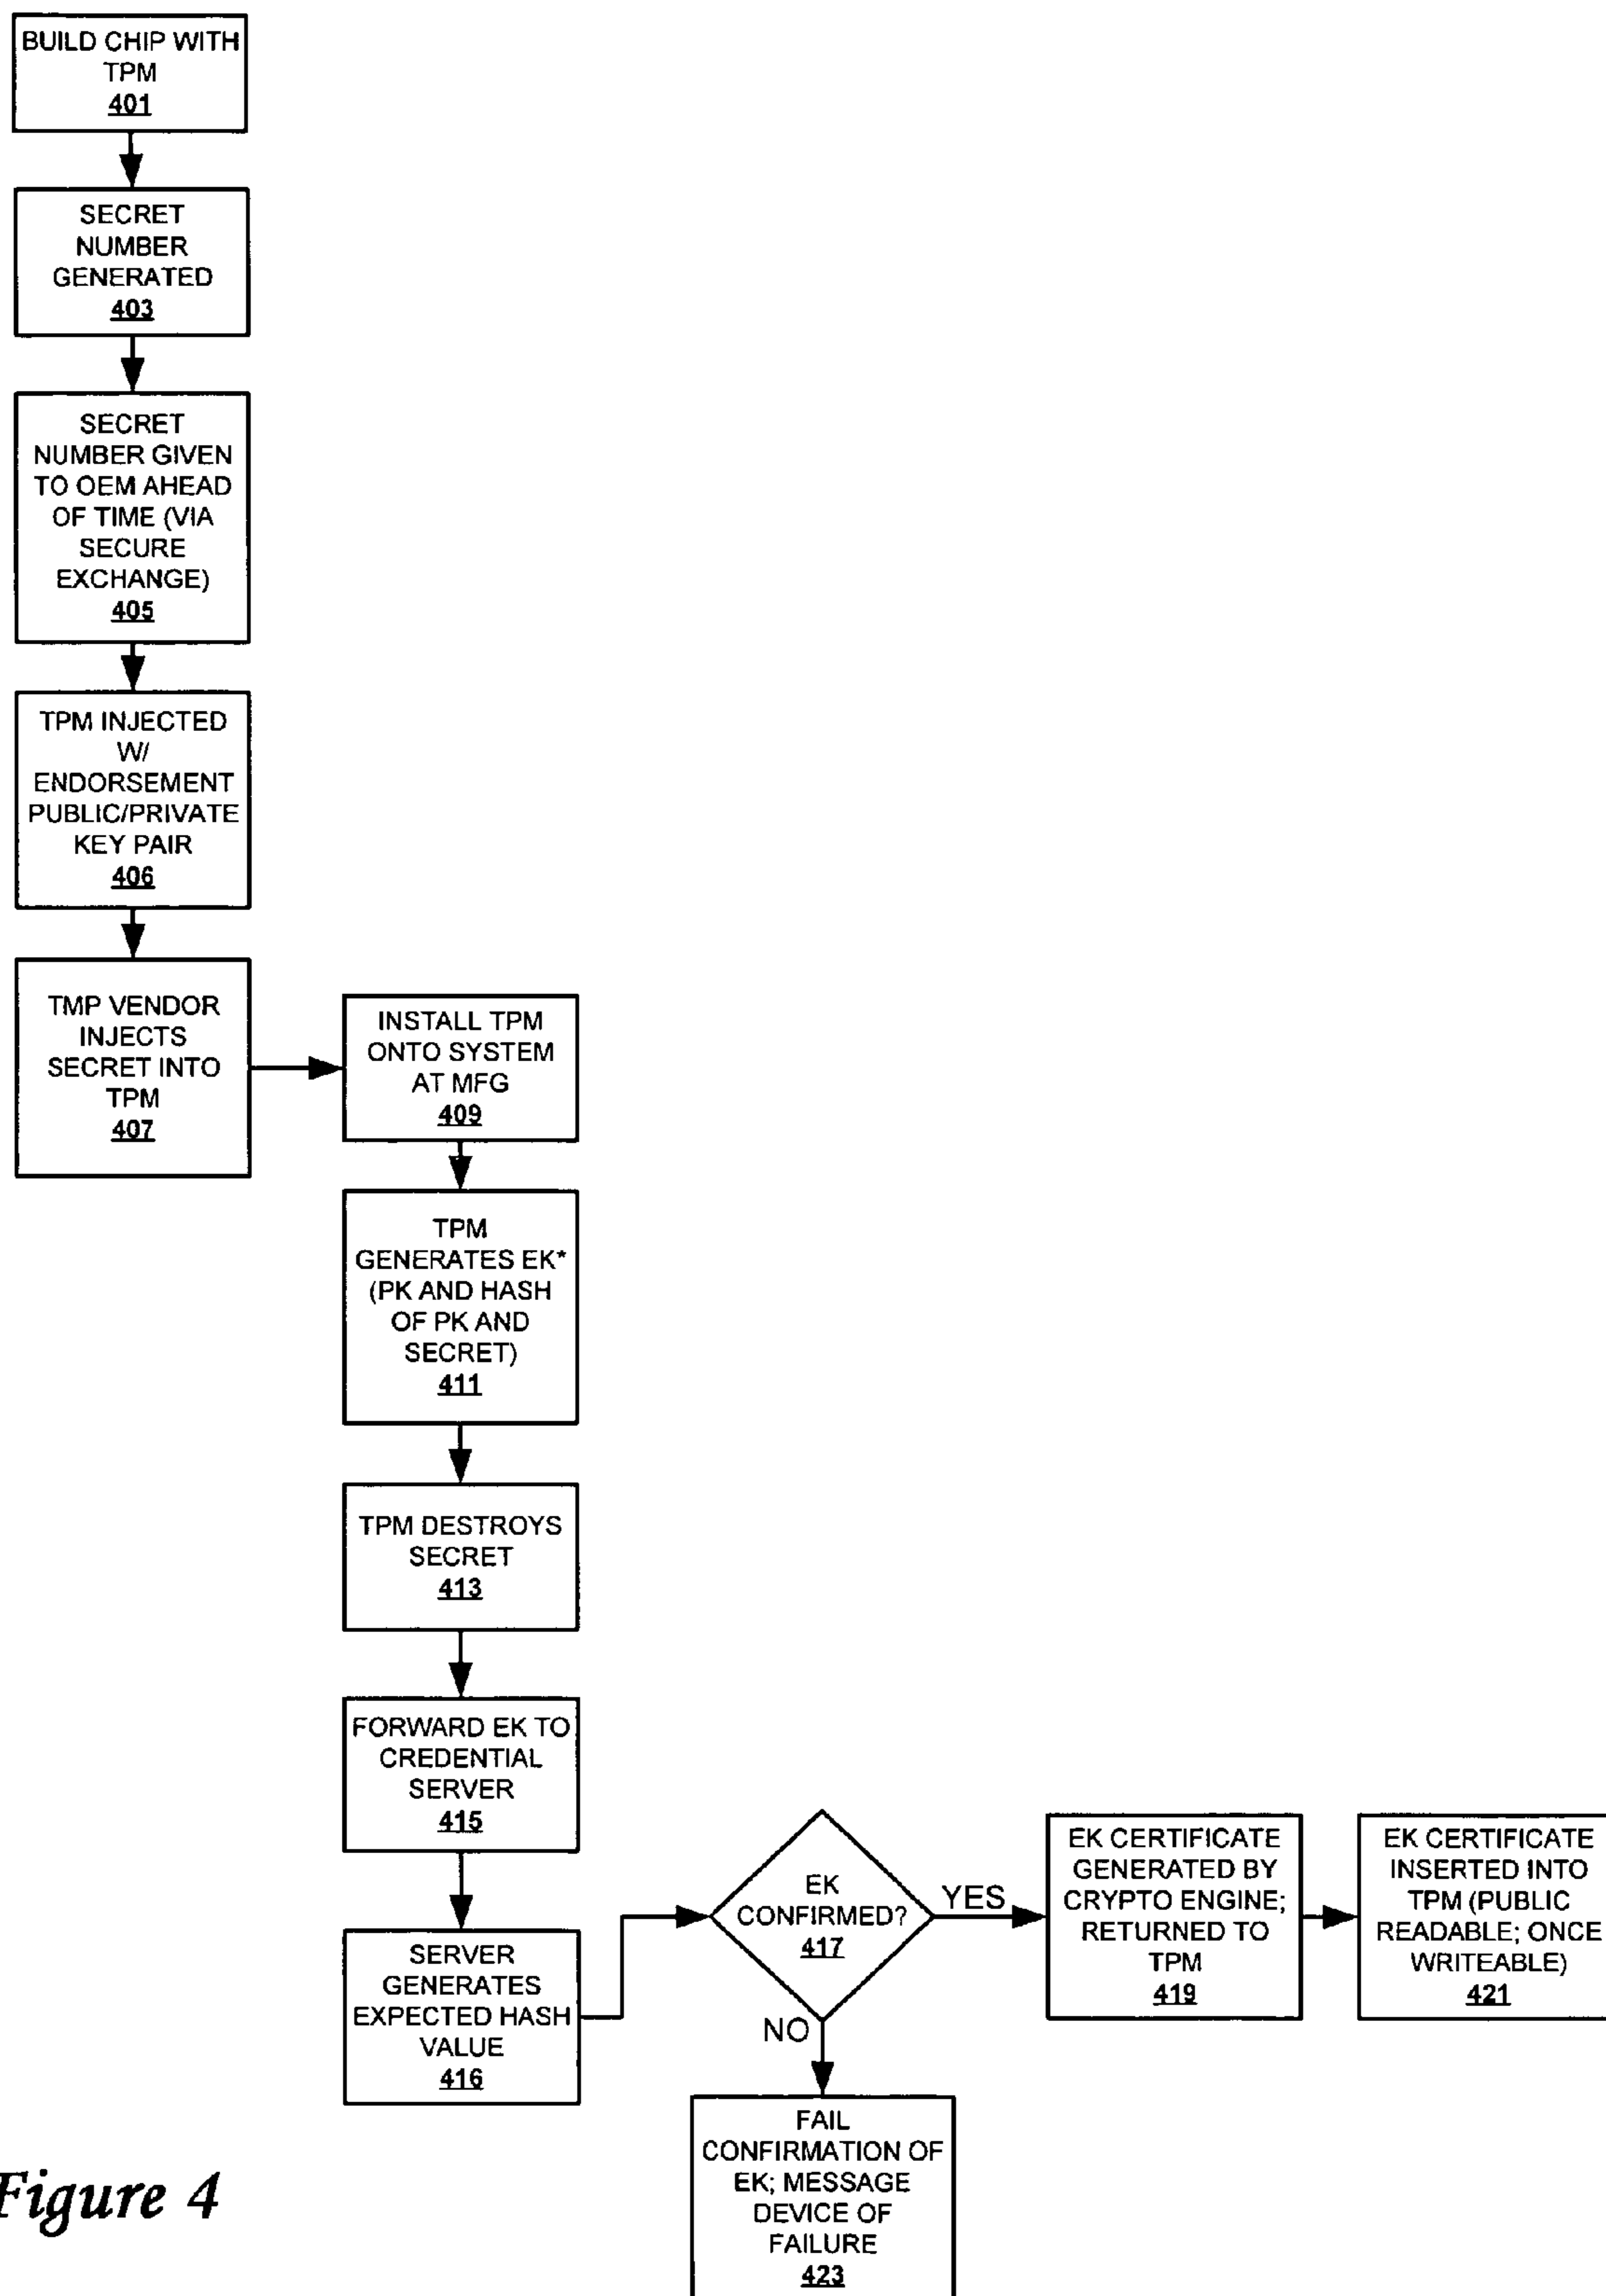 BUILD CHIP WITH
TPM
401
SECRET
NUMBER
GENERATED
403
SECRET
NUMBER GIVEN
TO OEM AHEAD
OF TIME (VIA
SECURE
EXCHANGE)
405
TPM INJECTED
W/
ENDORSEMENT
PUBLIC/PRIVATE
KEY PAIR
406
TMP VENDOR
INJECTS
SECRET INTO
TPM
407
INSTALL TPM
ONTO SYSTEM
AT MFG
409
TPM
GENERATES EK*
(PK AND HASH
OF PK AND
SECRET)
411
TPM DESTROYS
SECRET
413
FORWARD EK TO
CREDENTIAL
SERVER
415
SERVER
GENERATES
EXPECTED HASH
VALUE
416
EK
CONFIRMED?
417
YES
NO
EK CERTIFICATE
GENERATED BY
CRYPTO ENGINE;
RETURNED TO
TPM
419
EK CERTIFICATE
INSERTED INTO
TPM (PUBLIC
READABLE; ONCE
WRITEABLE)
421
FAIL
CONFIRMATION OF
EK; MESSAGE
DEVICE OF
FAILURE
423
Figure 4